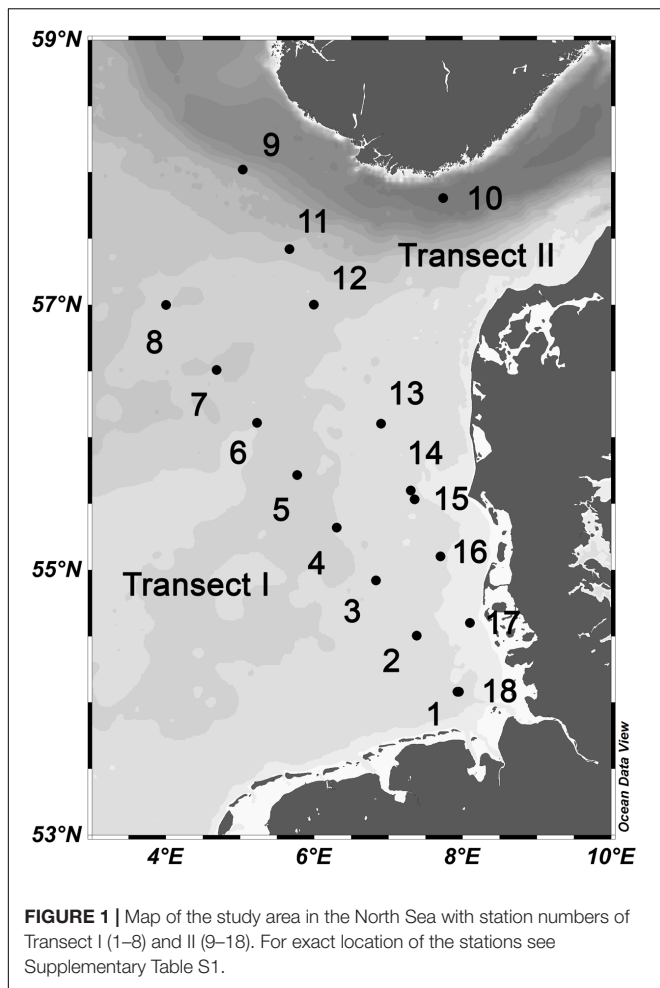 59°N
9
10
11
Transect II
12
57°N
8
13
7
14
6
15
5
16
4
55°N
Transect I
3
17
2
18
1
53°N
4°E 6°E 8°E 10°E
Ocean Data View
FIGURE 1 | Map of the study area in the North Sea with station numbers of
Transect I (1–8) and II (9–18). For exact location of the stations see
Supplementary Table S1.